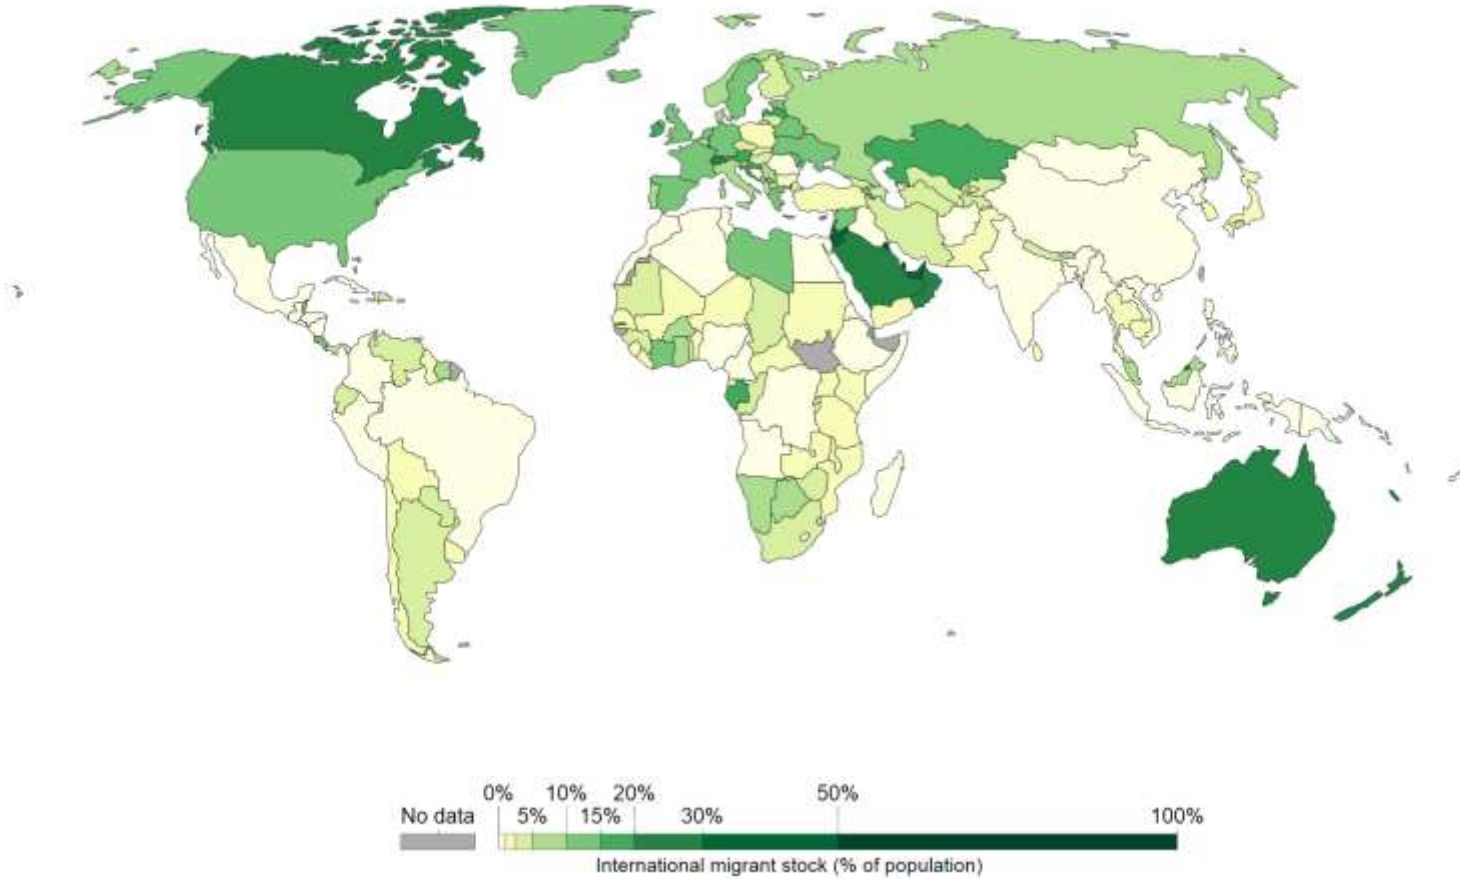 0% 10% 20% 50%
No data 5% 15% 30% 100%
International migrant stock (% of population)